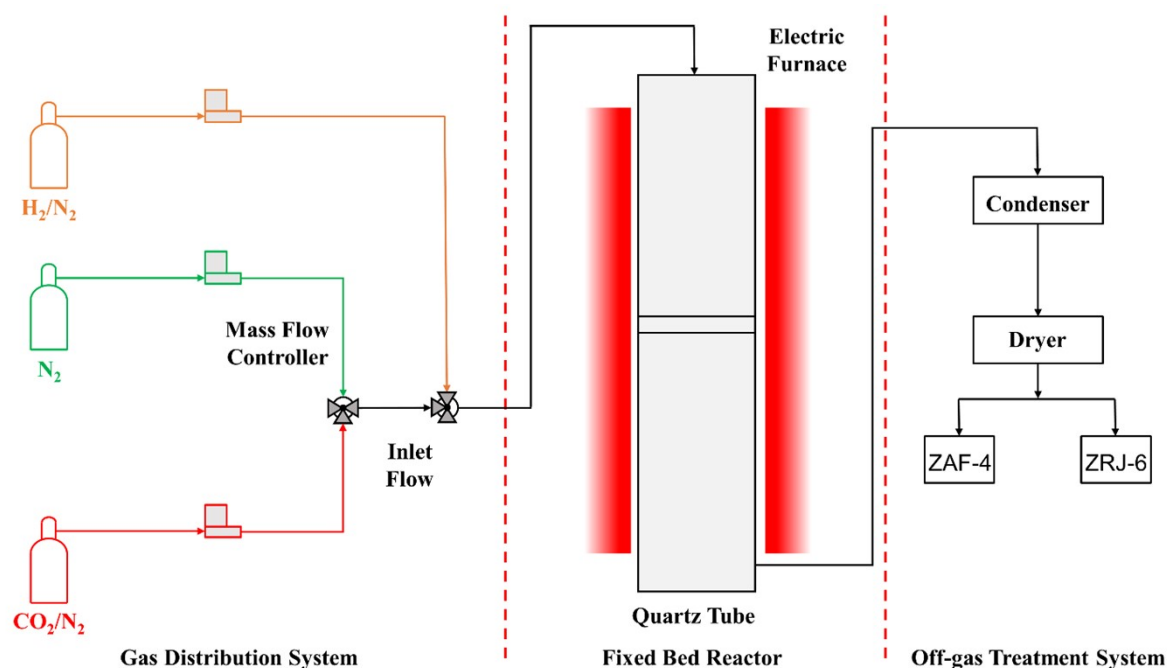 H₂/N₂
N₂
CO₂/N₂
Mass Flow
Controller
Inlet
Flow
Gas Distribution System
Electric
Furnace
Quartz Tube
Fixed Bed Reactor
Condenser
Dryer
ZAF-4
ZRJ-6
Off-gas Treatment System